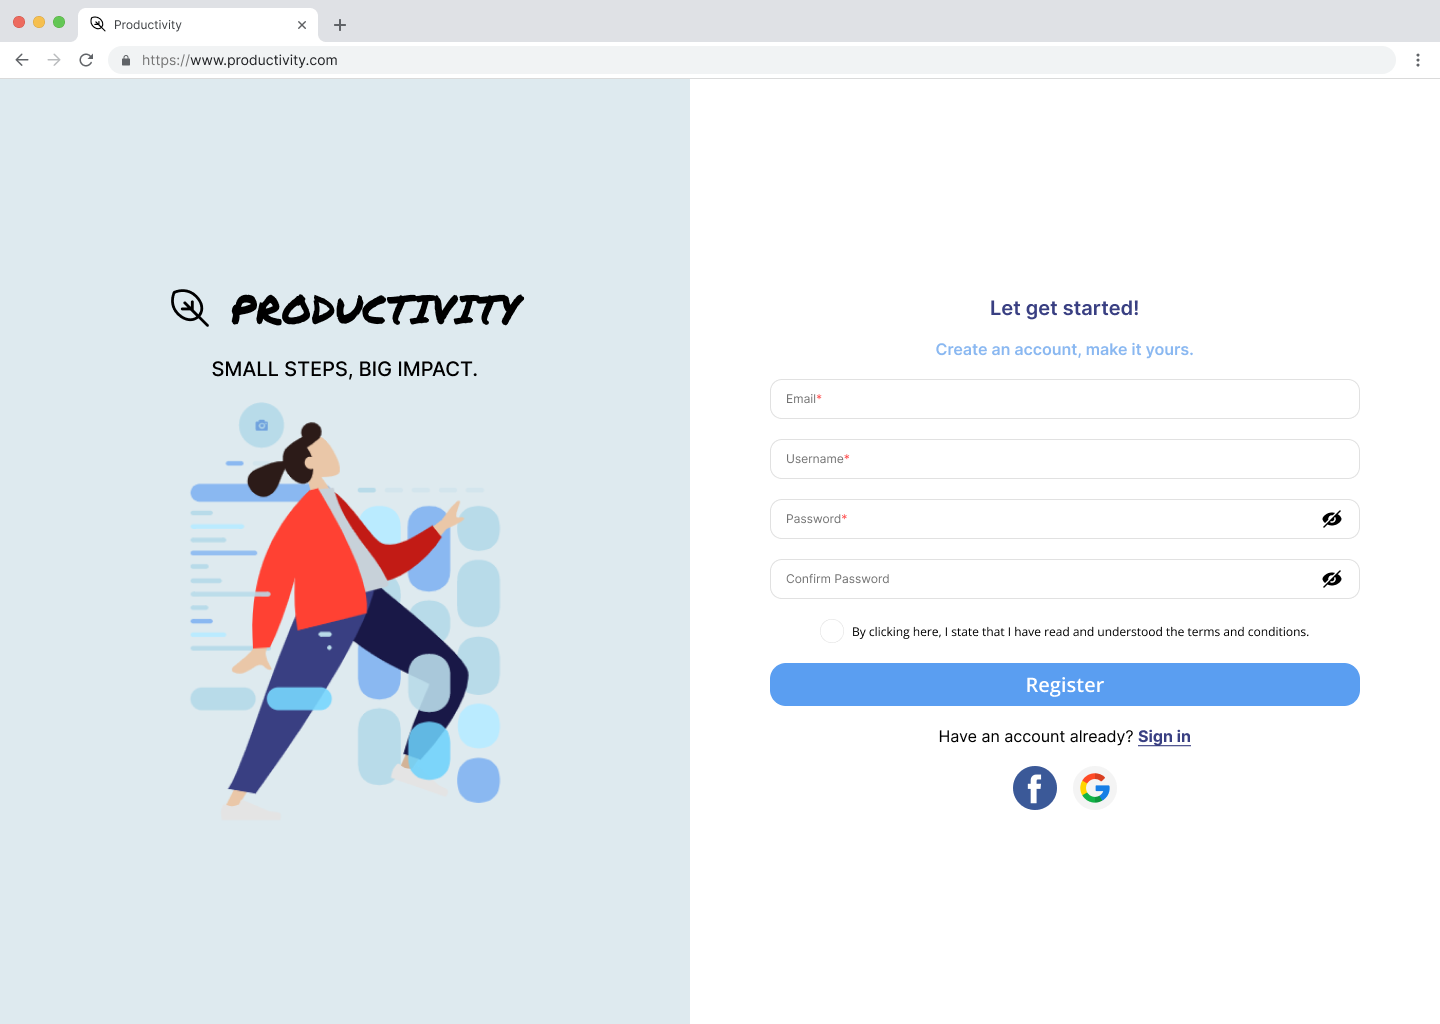 Productivity
https://www.productivity.com
PRODUCTIVITY
SMALL STEPS, BIG IMPACT.
Let get started!
Create an account, make it yours.
Email*
Username*
Password*
Confirm Password
By clicking here, I state that I have read and understood the terms and conditions.
Register
Have an account already? Sign in